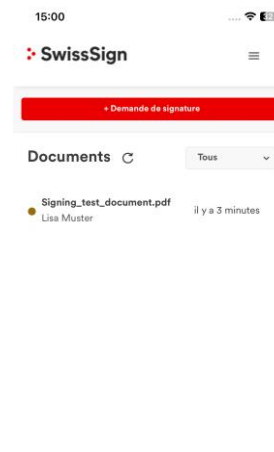 15:00
SwissSign
+ Demande de signature
Documents
Tous
Signing_test_document.pdf
Lisa Muster
il y a 3 minutes